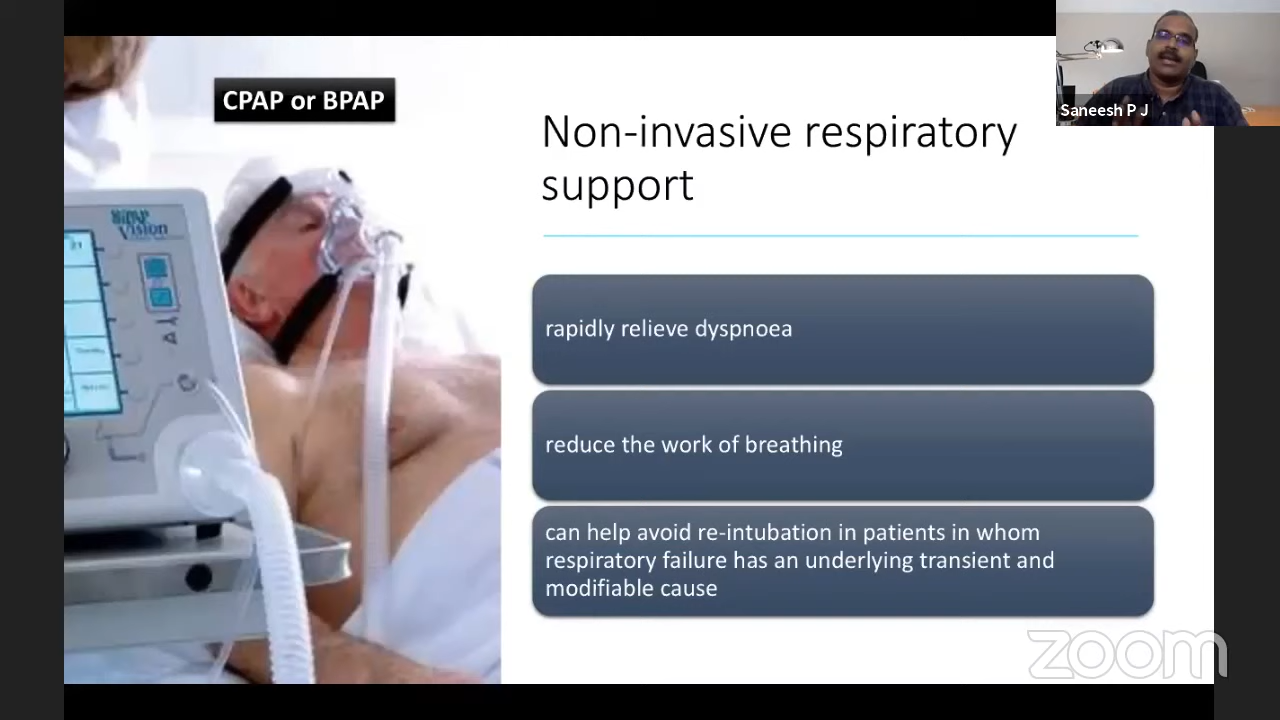 CPAP or BPAP
Non-invasive respiratory
support
Saneesh P J
Vision
rapidly relieve dyspnoea
reduce the work of breathing
can help avoid re-intubation in patients in whom
respiratory failure has an underlying transient and
modifiable cause
zoom